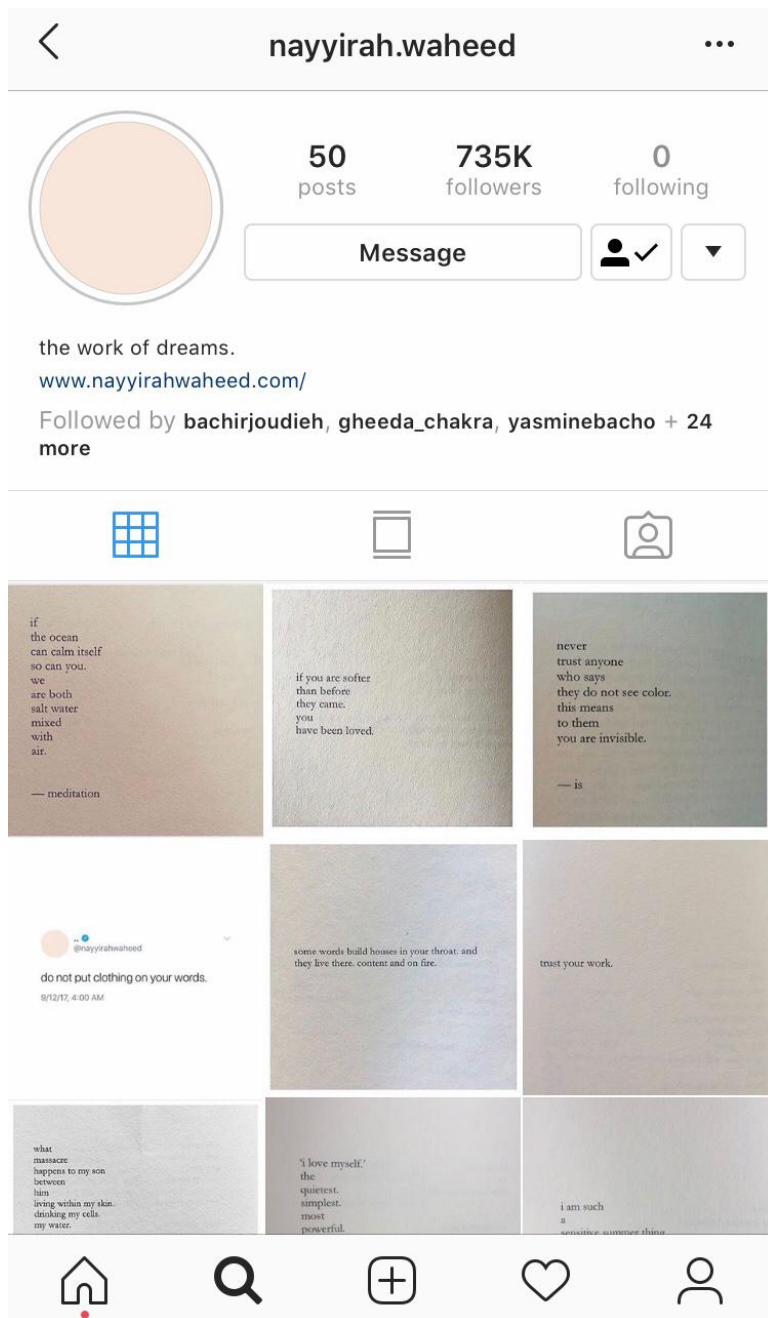 nayyirah.waheed
50
posts
735K
followers
0
following
Message
the work of dreams.
www.nayyirahwaheed.com/
Followed by bachirjoudieh, gheeda_chakra, yasminebacho + 24
more
if
the ocean
can calm itself
so can you.
we
are both
salt water
mixed
with
air.
— meditation
if you are softer
than before
they came.
you
have been loved.
never
trust anyone
who says
they do not see color.
this means
to them
you are invisible.
— is
..
@nayyirahwaheed
do not put clothing on your words.
9/12/17, 4:00 AM
some words build houses in your throat. and
they live there. content and on fire.
trust your work.
what
massacre
happens to my son
between
him
living within my skin.
drinking my cells.
my water.
'i love myself.'
the
quietest.
simplest.
most
powerful.
i am such
a
sensitive summer thing